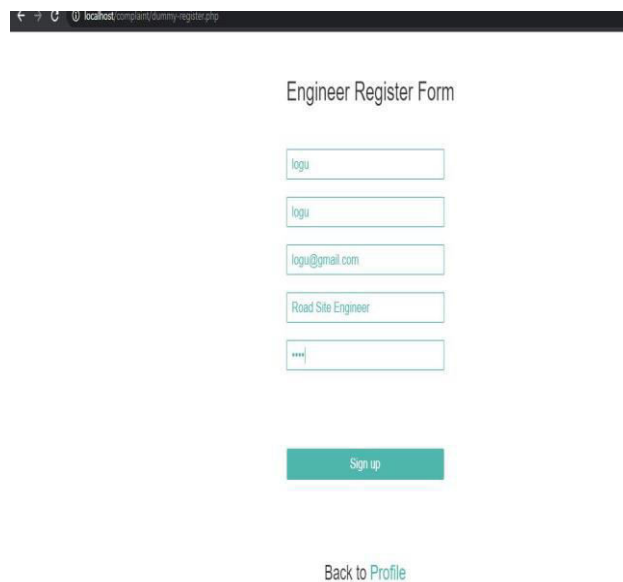 localhost/complaint/dummy-register.php
Engineer Register Form
logu
logu
logu@gmail.com
Road Site Engineer
••••
Sign up
Back to Profile